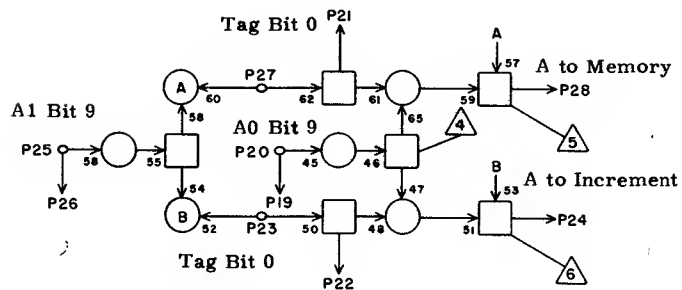 Tag Bit 0
P21
A
57
A to Memory
P27
A
60
62
61
59
P28
58
65
A1 Bit 9
A0 Bit 9
4
5
P25
58
55
P20
45
46
P26
54
P19
47
B
53
A to Increment
B
52
P23
50
48
51
P24
Tag Bit 0
P22
6